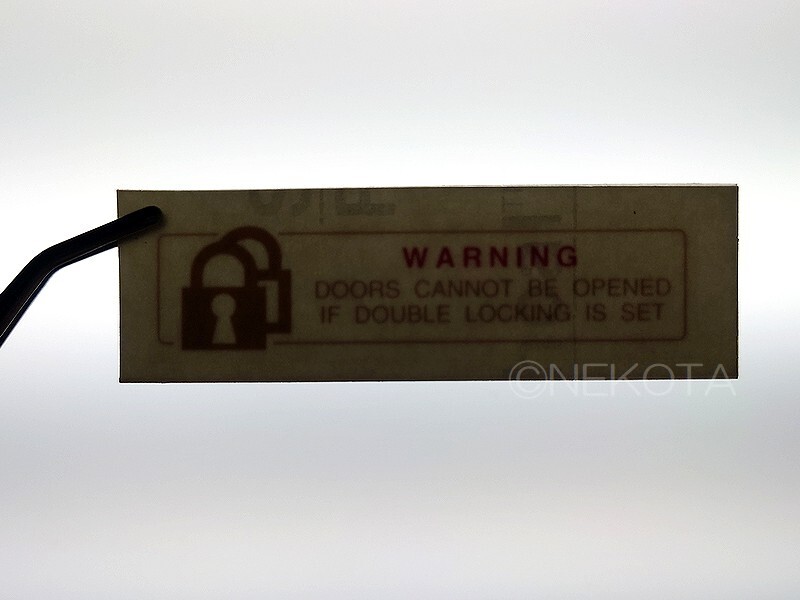 WARNING
DOORS CANNOT BE OPENED
IF DOUBLE LOCKING IS SET
©NEKOTA